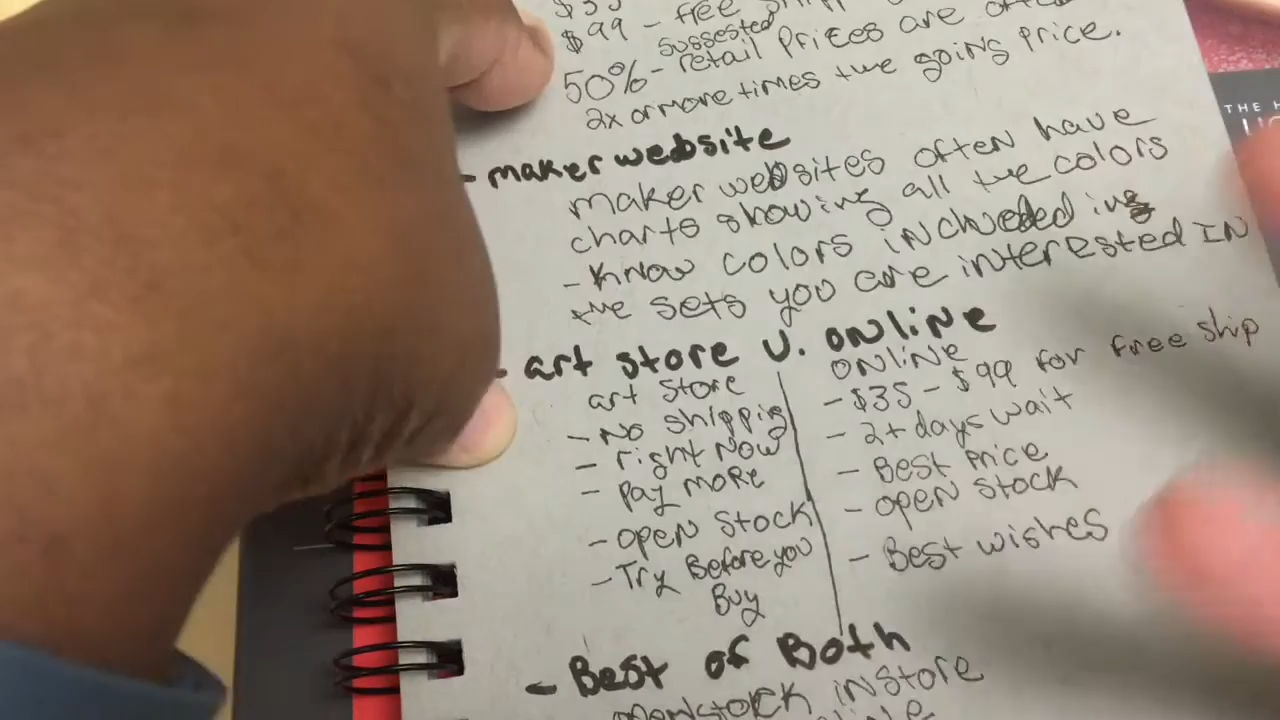 $99 - free
suggested
50% - retail Prices are
2x or more times the going price.
- maker website
maker websites often have
charts showing all the colors
- Know colors included in
the sets you are interested IN
- art store v. online
art store
- No shipping
- right Now
- Pay more
- open stock
- Try Before you
Buy
online
- $35 - $99 for free ship
- 2+ days wait
- Best Price
- open stock
- Best wishes
- Best of Both
instore
THE